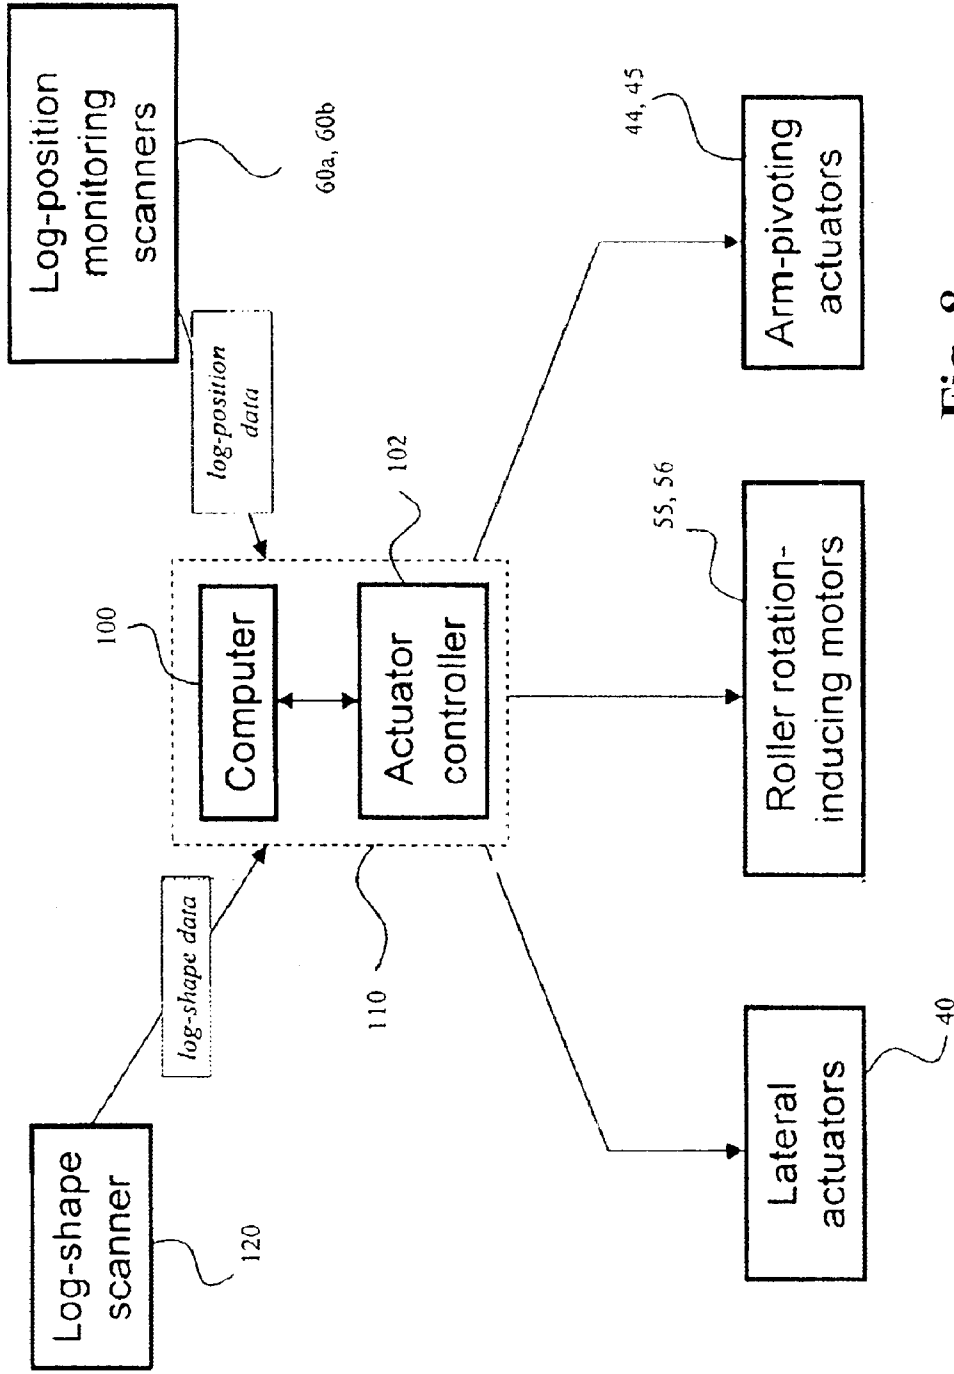 Log-shape
scanner
120
log-shape data
Log-position
monitoring
scanners
60a, 60b
log-position
data
100
Computer
102
Actuator
controller
110
Lateral
actuators
40
Roller rotation-
inducing motors
55, 56
Arm-pivoting
actuators
44, 45